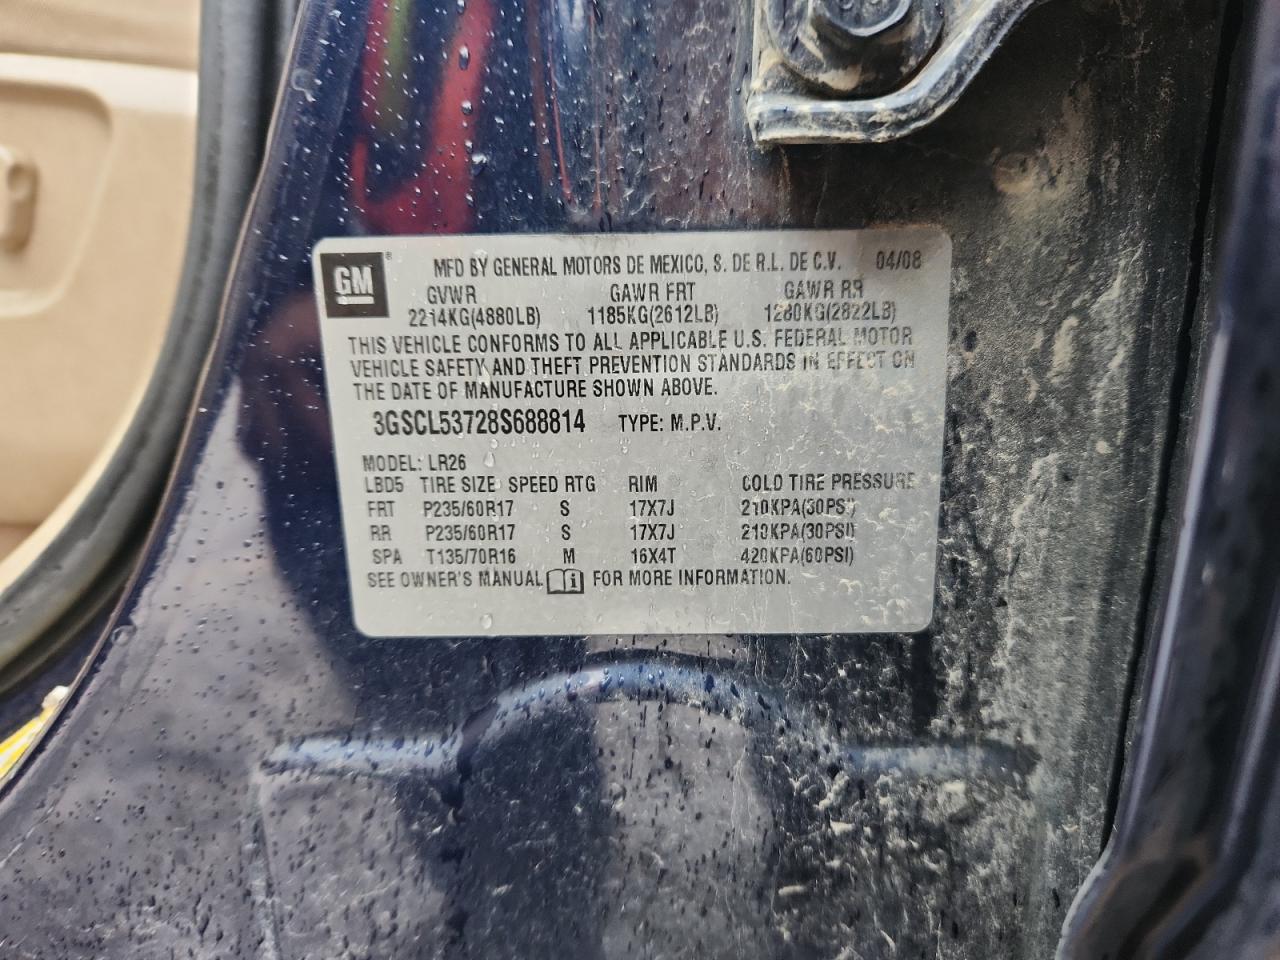 GM ® MFD BY GENERAL MOTORS DE MEXICO, S. DE R.L. DE C.V. 04/08
GVWR GAWR FRT GAWR RR
2214KG(4880LB) 1185KG(2612LB) 1280KG(2822LB)
THIS VEHICLE CONFORMS TO ALL APPLICABLE U.S. FEDERAL MOTOR
VEHICLE SAFETY AND THEFT PREVENTION STANDARDS IN EFFECT ON
THE DATE OF MANUFACTURE SHOWN ABOVE.
3GSCL53728S688814 TYPE: M.P.V.
MODEL: LR26
LBD5 TIRE SIZE SPEED RTG RIM COLD TIRE PRESSURE
FRT P235/60R17 S 17X7J 210KPA(30PSI)
RR P235/60R17 S 17X7J 210KPA(30PSI)
SPA T135/70R16 M 16X4T 420KPA(60PSI)
SEE OWNER'S MANUAL FOR MORE INFORMATION.